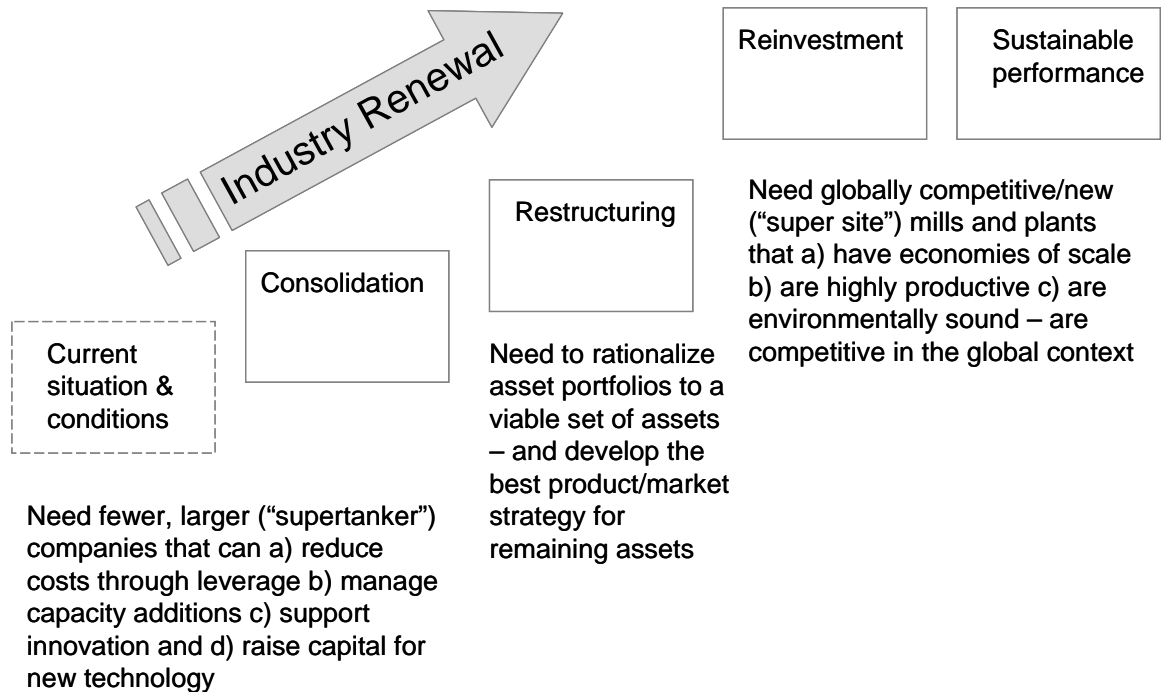 Industry Renewal
Reinvestment
Sustainable
performance
Need globally competitive/new
(“super site”) mills and plants
that a) have economies of scale
b) are highly productive c) are
environmentally sound – are
competitive in the global context
Restructuring
Need to rationalize
asset portfolios to a
viable set of assets
– and develop the
best product/market
strategy for
remaining assets
Consolidation
Current
situation &
conditions
Need fewer, larger (“supertanker”)
companies that can a) reduce
costs through leverage b) manage
capacity additions c) support
innovation and d) raise capital for
new technology